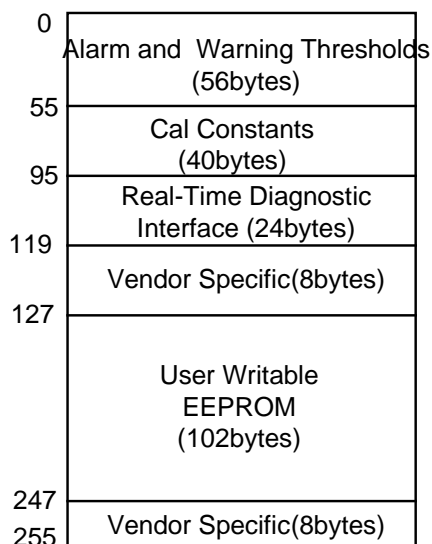 0
Alarm and Warning Thresholds
(56bytes)
55
Cal Constants
(40bytes)
95
Real-Time Diagnostic
Interface (24bytes)
119
Vendor Specific(8bytes)
127
User Writable
EEPROM
(102bytes)
247
Vendor Specific(8bytes)
255